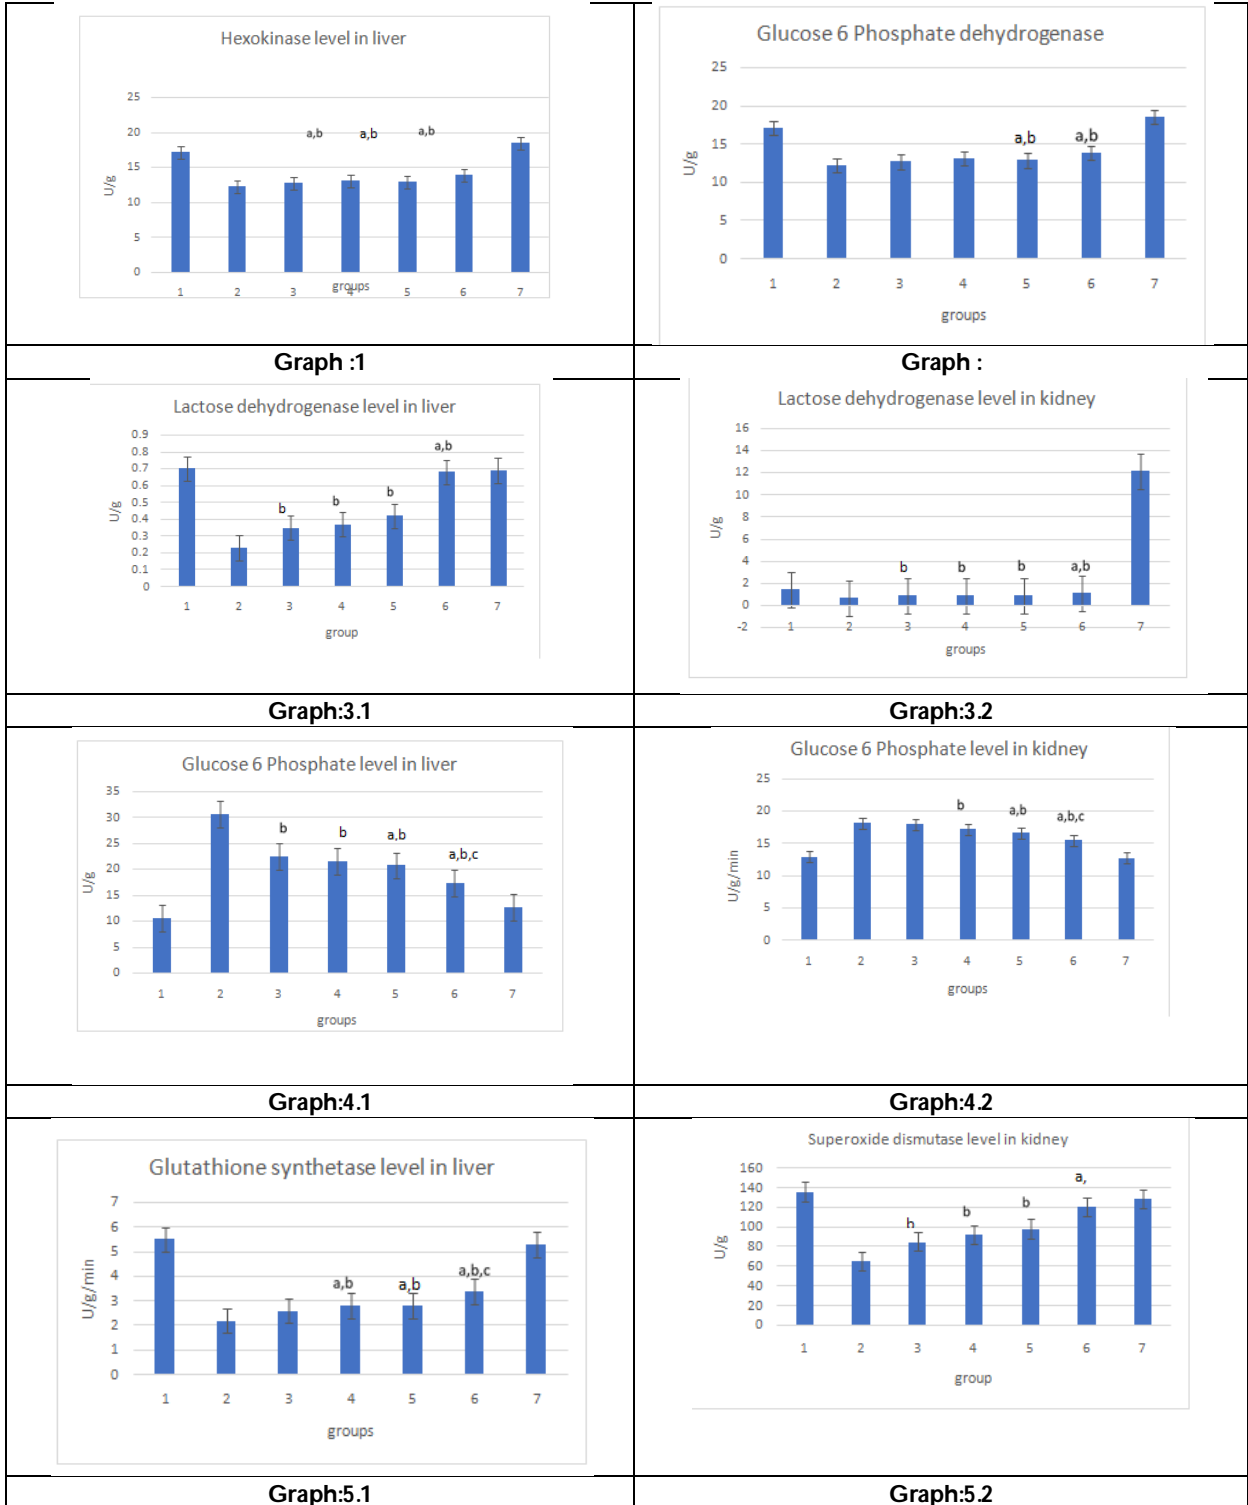 Hexokinase level in liver
25
20
15
10
5
0
U/g
a,b a,b a,b
1 2 3 4 5 6 7
groups
Glucose 6 Phosphate dehydrogenase
25
20
15
10
5
0
U/g
a,b a,b
1 2 3 4 5 6 7
groups
Graph :1
Graph :
Lactose dehydrogenase level in liver
0.9
0.8
0.7
0.6
0.5
0.4
0.3
0.2
0.1
0
U/g
b b b a,b
1 2 3 4 5 6 7
group
Lactose dehydrogenase level in kidney
16
14
12
10
8
6
4
2
0
-2
U/g
b b b a,b
1 2 3 4 5 6 7
groups
Graph:3.1
Graph:3.2
Glucose 6 Phosphate level in liver
35
30
25
20
15
10
5
0
U/g
b b a,b a,b,c
1 2 3 4 5 6 7
groups
Glucose 6 Phosphate level in kidney
25
20
15
10
5
0
U/g/min
b a,b a,b,c
1 2 3 4 5 6 7
groups
Graph:4.1
Graph:4.2
Glutathione synthetase level in liver
7
6
5
4
3
2
1
0
U/g/min
a,b a,b a,b,c
1 2 3 4 5 6 7
groups
Superoxide dismutase level in kidney
160
140
120
100
80
60
40
20
0
U/g
b b b a,
1 2 3 4 5 6 7
group
Graph:5.1
Graph:5.2